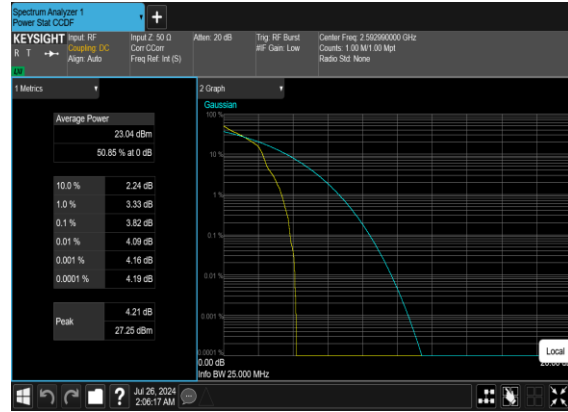 Spectrum Analyzer 1
Power Stat CCDF
KEYSIGHT
R T
LXI
Input: RF
Coupling: DC
Align: Auto
Input Z: 50 Ω
Corr CCorr
Freq Ref: Int (S)
Atten: 20 dB
Trig: RF Burst
#IF Gain: Low
Center Freq: 2.592990000 GHz
Counts: 1.00 M/1.00 Mpt
Radio Std: None
1 Metrics
Average Power
23.04 dBm
50.85 % at 0 dB
10.0 % 2.24 dB
1.0 % 3.33 dB
0.1 % 3.82 dB
0.01 % 4.09 dB
0.001 % 4.16 dB
0.0001 % 4.19 dB
Peak
4.21 dB
27.25 dBm
2 Graph
Gaussian
100 %
10 %
1 %
0.1 %
0.01 %
0.001 %
0.0001 %
0.00 dB
Info BW 25.000 MHz
Local
?
Jul 26, 2024
2:06:17 AM